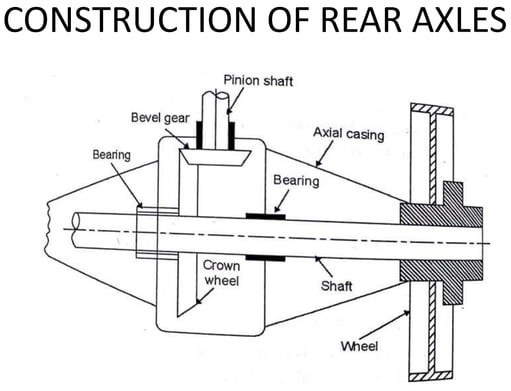 CONSTRUCTION OF REAR AXLES
Pinion shaft
Bevel gear
Axial casing
Bearing
Bearing
Crown
wheel
Shaft
Wheel